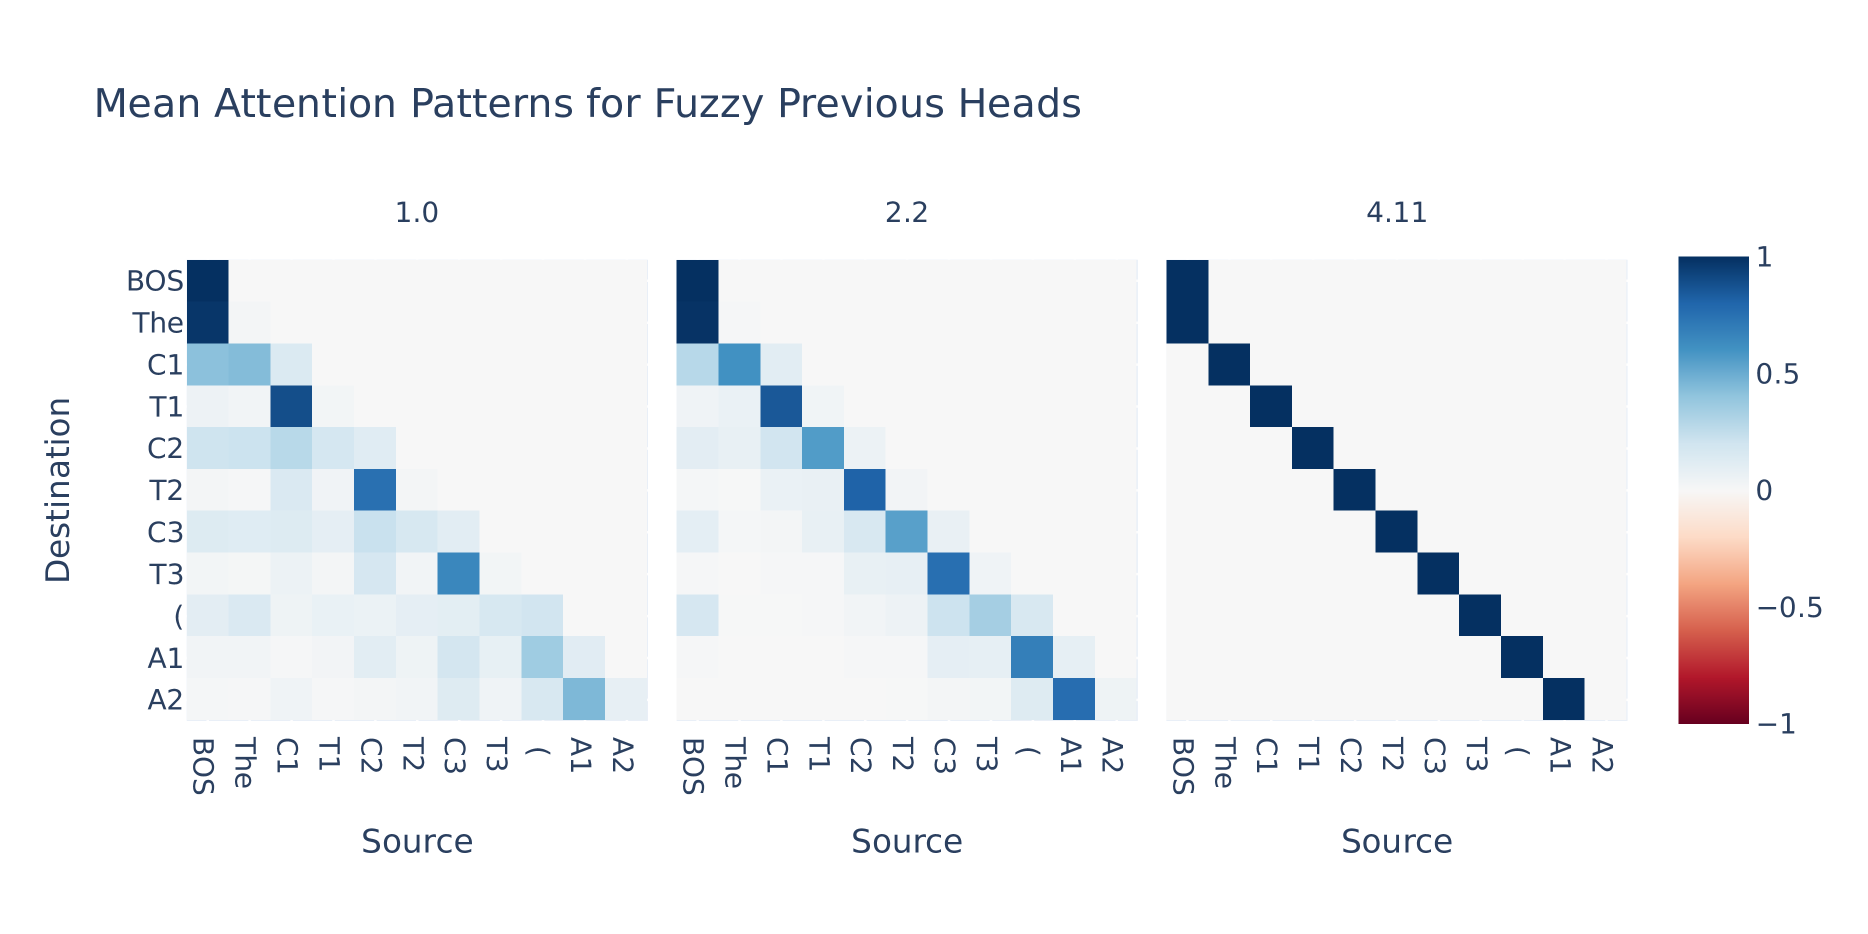 Mean Attention Patterns for Fuzzy Previous Heads
1.0
2.2
4.11
Destination
BOS
The
C1
T1
C2
T2
C3
T3
(
A1
A2
BOS
The
C1
T1
C2
T2
C3
T3
(
A1
A2
Source
BOS
The
C1
T1
C2
T2
C3
T3
(
A1
A2
Source
BOS
The
C1
T1
C2
T2
C3
T3
(
A1
A2
Source
1
0.5
0
−0.5
−1